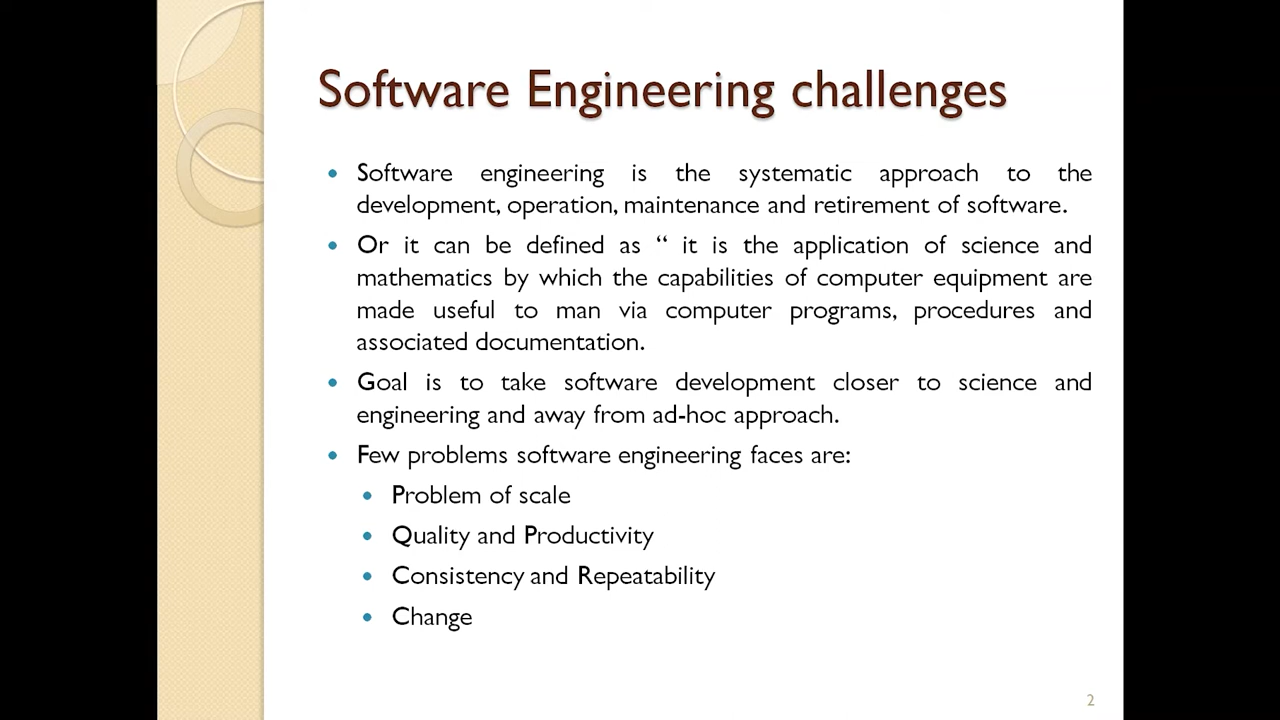 Software Engineering challenges
• Software engineering is the systematic approach to the
development, operation, maintenance and retirement of software.
• Or it can be defined as “ it is the application of science and
mathematics by which the capabilities of computer equipment are
made useful to man via computer programs, procedures and
associated documentation.
• Goal is to take software development closer to science and
engineering and away from ad-hoc approach.
• Few problems software engineering faces are:
• Problem of scale
• Quality and Productivity
• Consistency and Repeatability
• Change
2